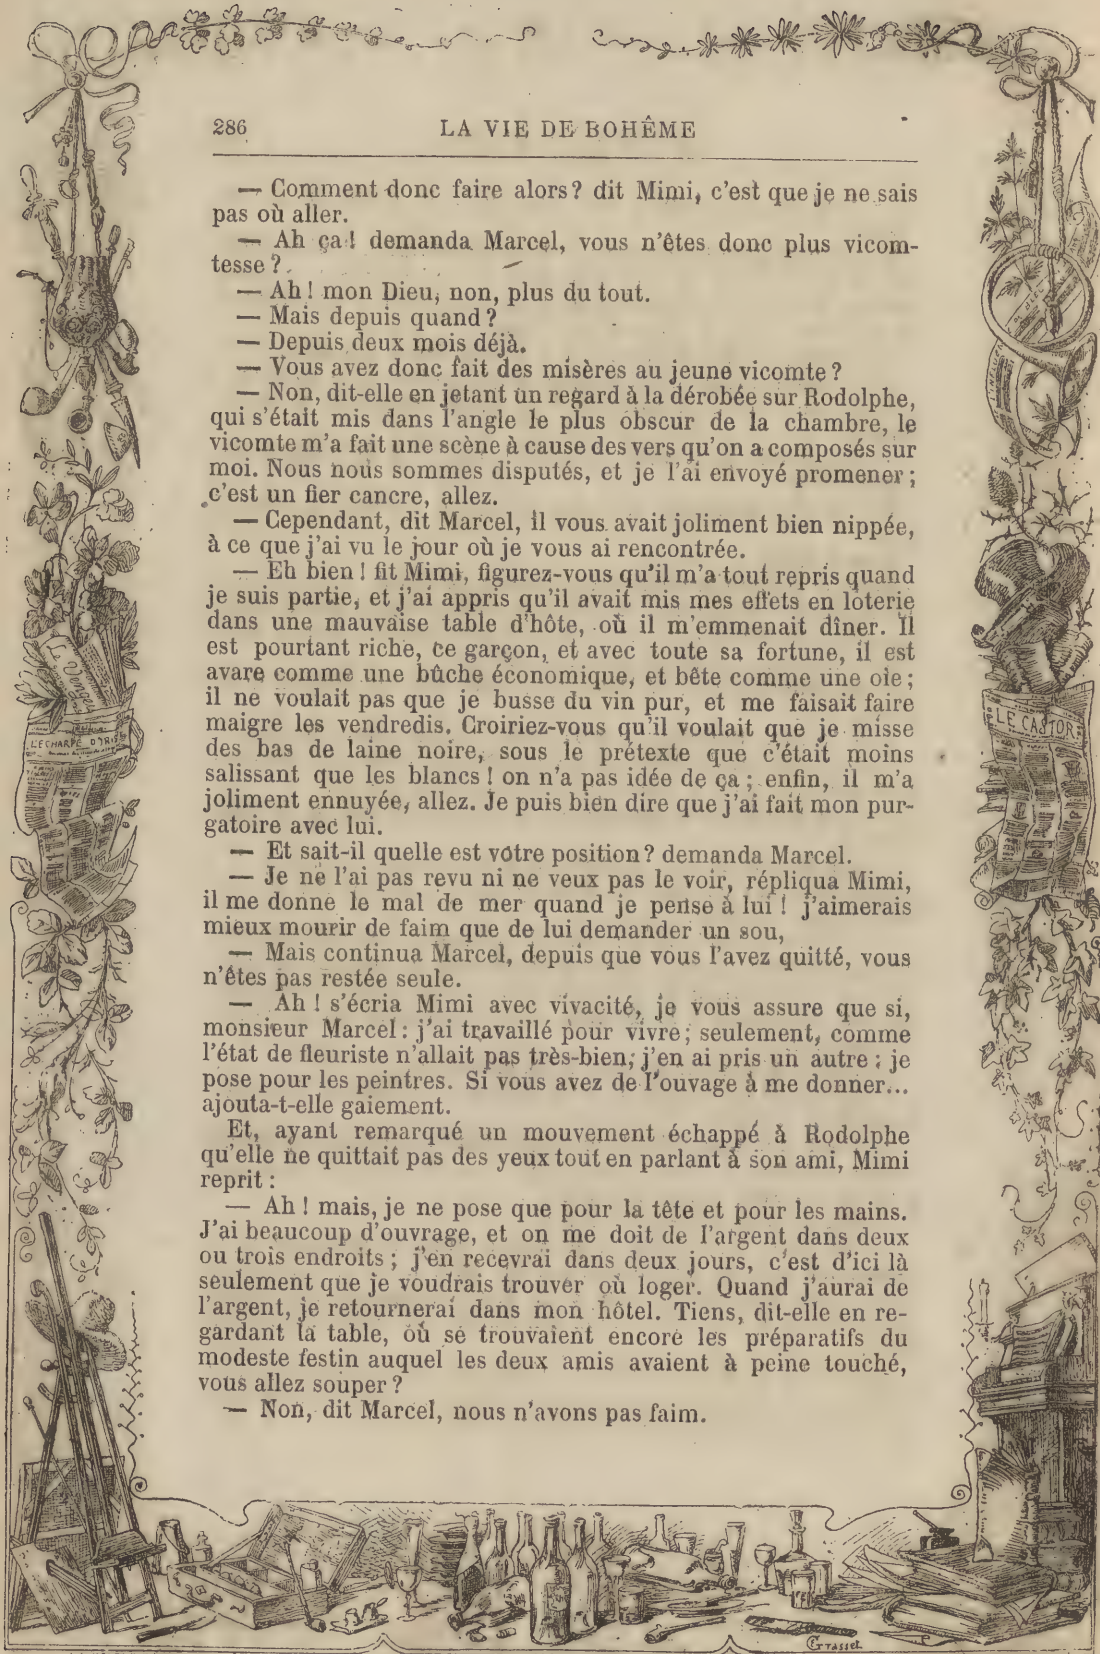 286 LA VIE DE BOHÊME
— Comment donc faire alors? dit Mimi, c'est que je ne sais
pas où aller.
— Ah ça! demanda Marcel, vous n'êtes donc plus vicom-
tesse?
— Ah! mon Dieu, non, plus du tout.
— Mais depuis quand?
— Depuis deux mois déjà.
— Vous avez donc fait des misères au jeune vicomte?
— Non, dit-elle en jetant un regard à la dérobée sur Rodolphe,
qui s'était mis dans l'angle le plus obscur de la chambre, le
vicomte m'a fait une scène à cause des vers qu'on a composés sur
moi. Nous nous sommes disputés, et je l'ai envoyé promener;
c'est un fier cancre, allez.
— Cependant, dit Marcel, il vous avait joliment bien nippée,
à ce que j'ai vu le jour où je vous ai rencontrée.
— Eh bien! fit Mimi, figurez-vous qu'il m'a tout repris quand
je suis partie, et j'ai appris qu'il avait mis mes effets en loterie
dans une mauvaise table d'hôte, où il m'emmenait dîner. Il
est pourtant riche, ce garçon, et avec toute sa fortune, il est
avare comme une bûche économique, et bête comme une oie;
il ne voulait pas que je busse du vin pur, et me faisait faire
maigre les vendredis. Croiriez-vous qu'il voulait que je misse
des bas de laine noire, sous le prétexte que c'était moins
salissant que les blancs! on n'a pas idée de ça; enfin, il m'a
joliment ennuyée, allez. Je puis bien dire que j'ai fait mon pur-
gatoire avec lui.
— Et sait-il quelle est votre position? demanda Marcel.
— Je ne l'ai pas revu ni ne veux pas le voir, répliqua Mimi,
il me donne le mal de mer quand je pense à lui! j'aimerais
mieux mourir de faim que de lui demander un sou,
— Mais continua Marcel, depuis que vous l'avez quitté, vous
n'êtes pas restée seule.
— Ah! s'écria Mimi avec vivacité, je vous assure que si,
monsieur Marcel: j'ai travaillé pour vivre; seulement, comme
l'état de fleuriste n'allait pas très-bien, j'en ai pris un autre: je
pose pour les peintres. Si vous avez de l'ouvage à me donner...
ajouta-t-elle gaiement.
Et, ayant remarqué un mouvement échappé à Rodolphe
qu'elle ne quittait pas des yeux tout en parlant à son ami, Mimi
reprit:
— Ah! mais, je ne pose que pour la tête et pour les mains.
J'ai beaucoup d'ouvrage, et on me doit de l'argent dans deux
ou trois endroits; j'en recevrai dans deux jours, c'est d'ici là
seulement que je voudrais trouver où loger. Quand j'aurai de
l'argent, je retournerai dans mon hôtel. Tiens, dit-elle en re-
gardant la table, où se trouvaient encore les préparatifs du
modeste festin auquel les deux amis avaient à peine touché,
vous allez souper?
— Non, dit Marcel, nous n'avons pas faim.
L'ÉCHARPE D'IRIS
LE CASTOR
Grasset